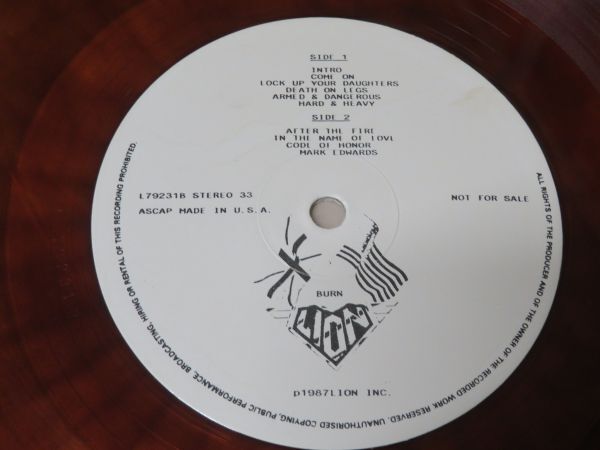 SIDE 1
INTRO
COME ON
LOCK UP YOUR DAUGHTERS
DEATH ON LEGS
ARMED & DANGEROUS
HARD & HEAVY
SIDE 2
AFTER THE FIRE
IN THE NAME OF LOVE
CODE OF HONOR
MARK EDWARDS
L79231B STEREO 33
ASCAP MADE IN U.S.A.
NOT FOR SALE
BURN
LION
p1987LION INC.
ALL RIGHTS OF THE PRODUCER AND OF THE OWNER OF THE RECORDED WORK RESERVED. UNAUTHORISED COPYING, PUBLIC PERFORMANCE, BROADCASTING, HIRING OR RENTAL OF THIS RECORDING PROHIBITED.